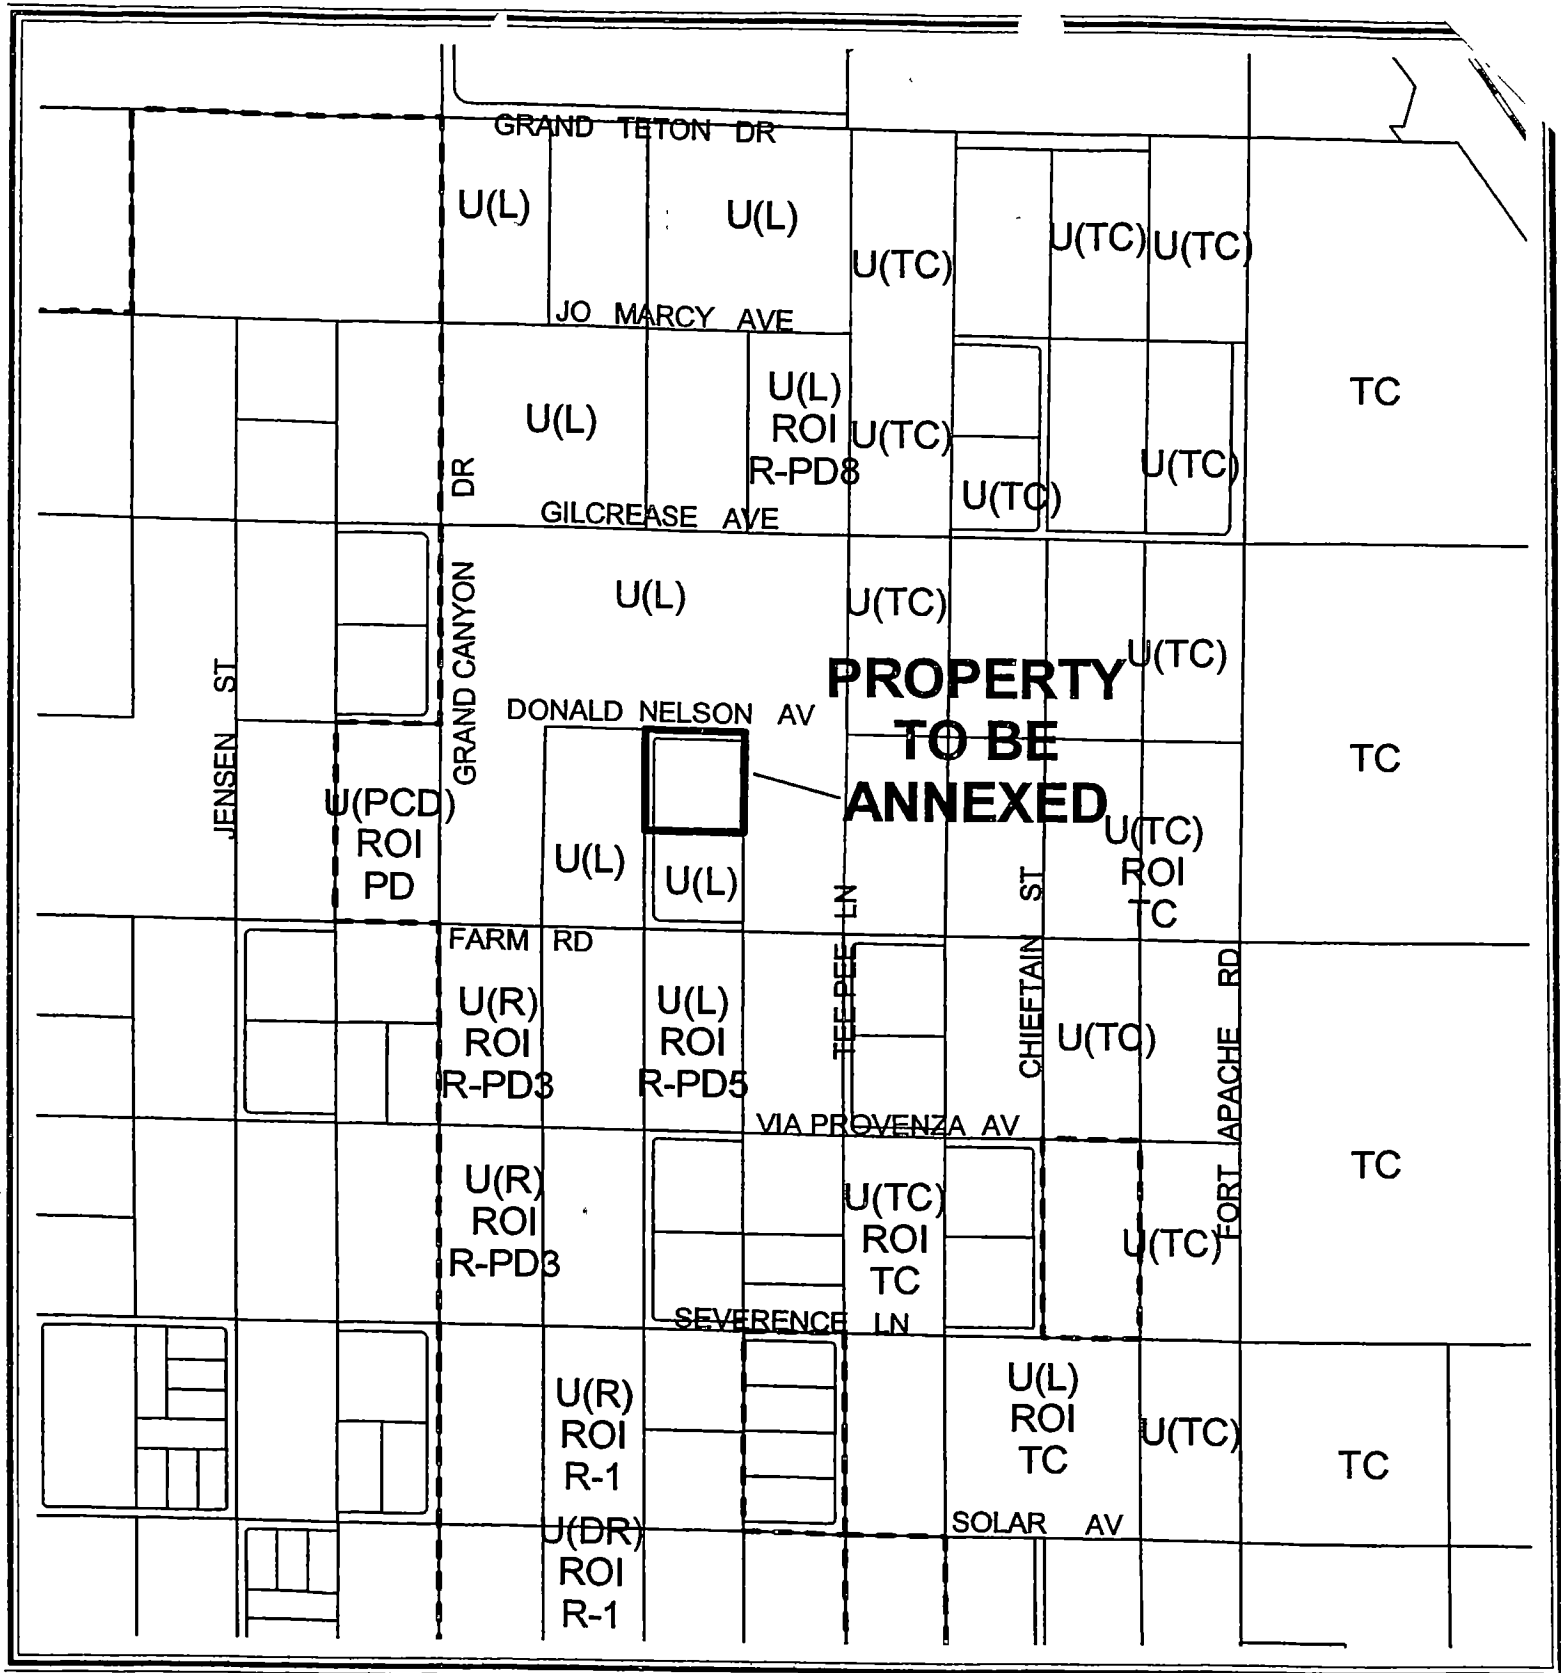 GRAND TETON DR
U(L)
U(L)
U(TC)
U(TC)
U(TC)
JO MARCY AVE
U(L)
U(L)
ROI
R-PD8
U(TC)
U(TC)
U(TC)
TC
DR
GRAND CANYON
GILCREASE AVE
U(L)
U(TC)
U(TC)
PROPERTY
TO BE
ANNEXED
DONALD NELSON AV
JENSEN ST
U(PCD)
ROI
PD
U(L)
U(L)
U(TC)
ROI
TC
TC
FARM RD
TEEPEE LN
CHIEFTAIN ST
FORT APACHE RD
U(R)
ROI
R-PD3
U(L)
ROI
R-PD5
U(TC)
VIA PROVENZA AV
U(R)
ROI
R-PD3
U(TC)
ROI
TC
U(TC)
TC
SEVERENCE LN
U(R)
ROI
R-1
U(L)
ROI
TC
U(TC)
TC
SOLAR AV
U(DR)
ROI
R-1